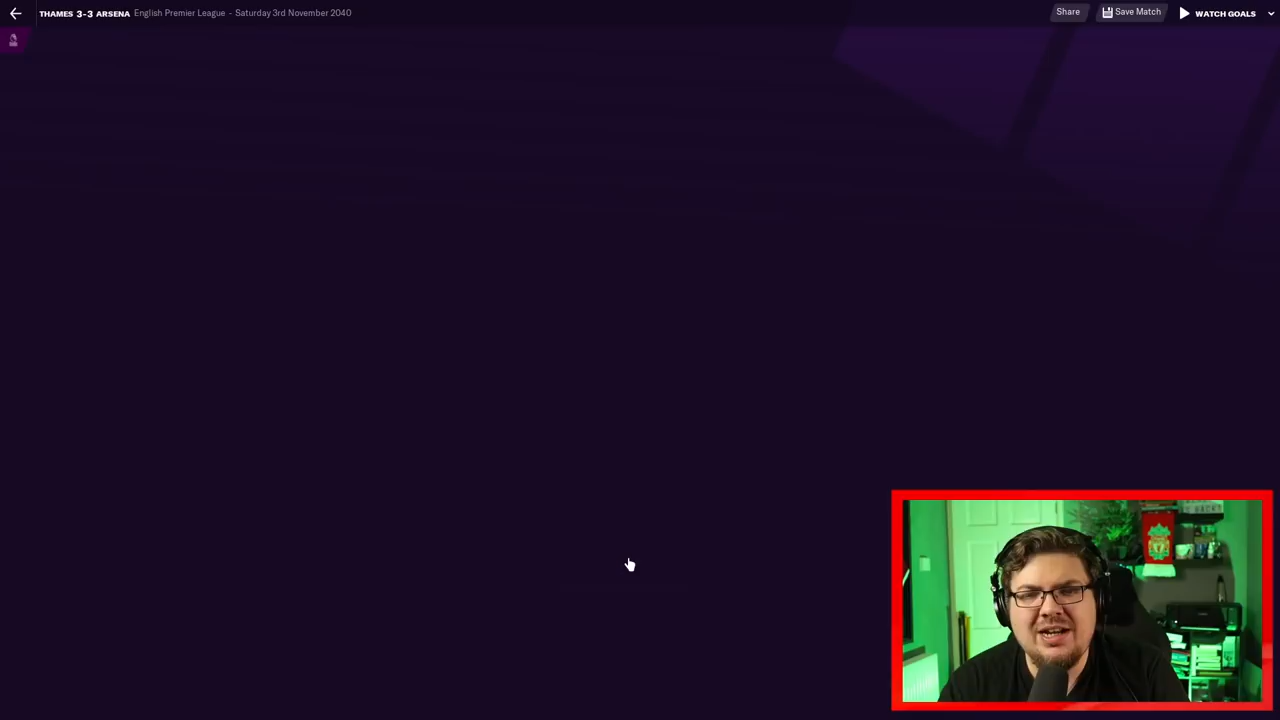 THAMES 3-3 ARSENA English Premier League - Saturday 3rd November 2040
Share
Save Match
WATCH GOALS